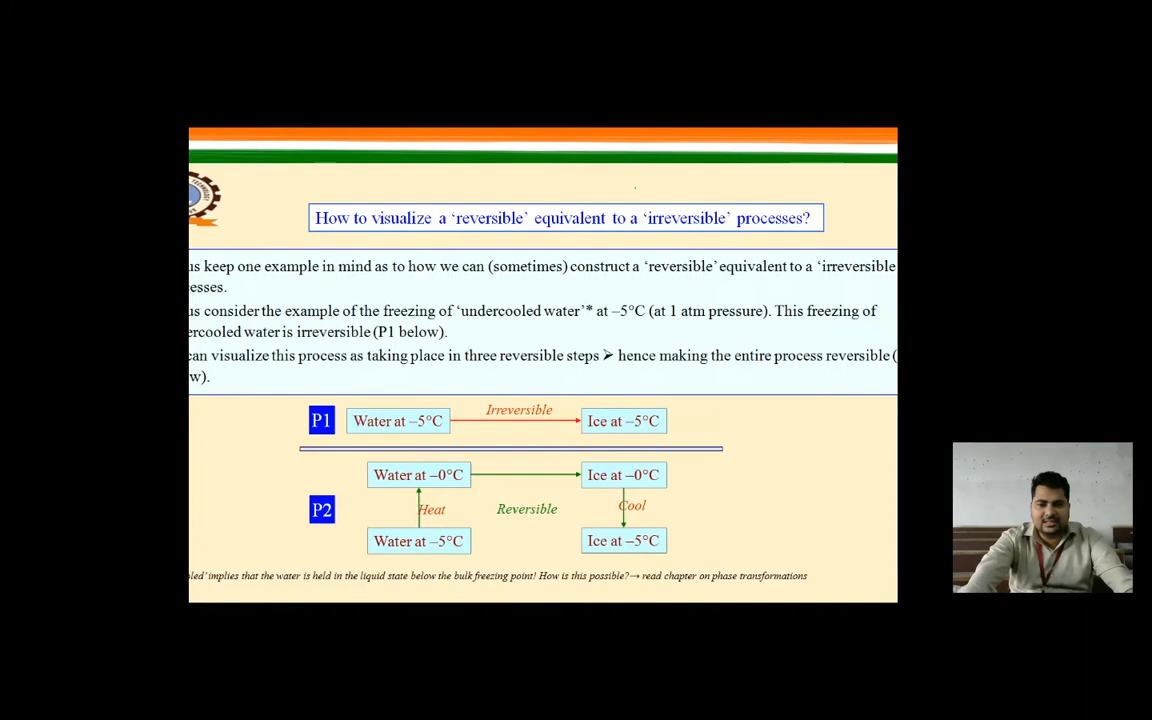 How to visualize a ‘reversible’ equivalent to a ‘irreversible’ processes?
us keep one example in mind as to how we can (sometimes) construct a ‘reversible’ equivalent to a ‘irreversible
esses.
us consider the example of the freezing of ‘undercooled water’* at –5°C (at 1 atm pressure). This freezing of
ercooled water is irreversible (P1 below).
can visualize this process as taking place in three reversible steps ➤ hence making the entire process reversible (
w).
P1
Water at –5°C
Irreversible
Ice at –5°C
Water at –0°C
Ice at –0°C
P2
Heat
Reversible
Cool
Water at –5°C
Ice at –5°C
oled’ implies that the water is held in the liquid state below the bulk freezing point! How is this possible?→ read chapter on phase transformations